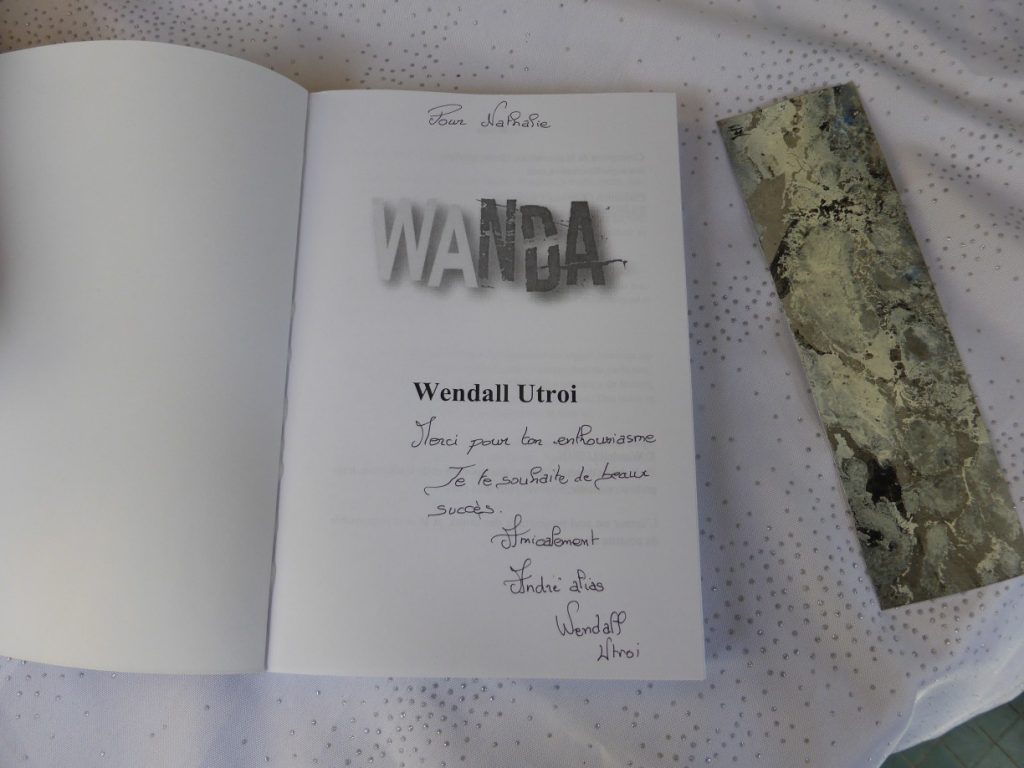 Pour Nathalie
WANDA
Wendall Utroi
Merci pour ton enthousiasme
Je te souhaite de beaux
succès.
Amicalement
André alias
Wendall
Utroi